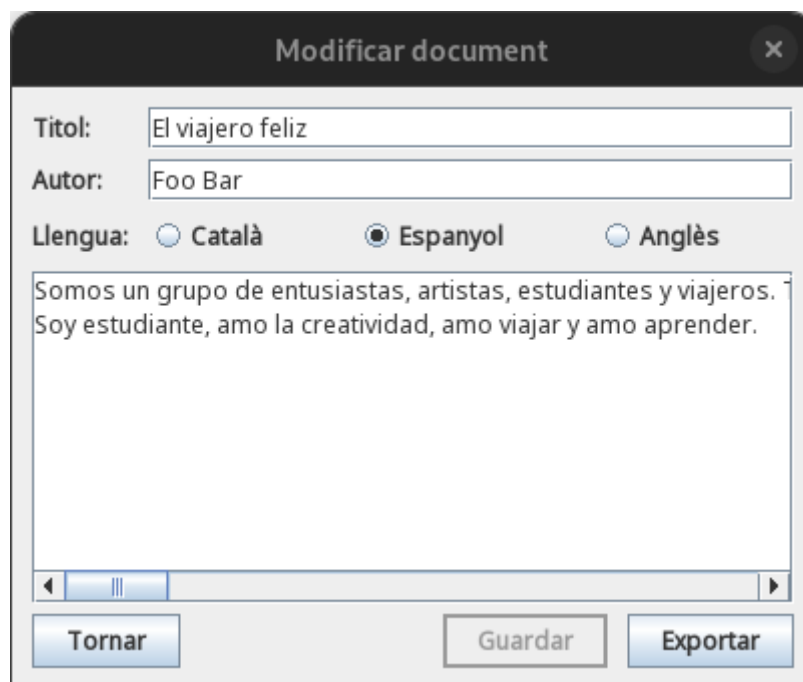 Modificar document
Titol: El viajero feliz
Autor: Foo Bar
Llengua: Català Espanyol Anglès
Somos un grupo de entusiastas, artistas, estudiantes y viajeros.
Soy estudiante, amo la creatividad, amo viajar y amo aprender.
Tornar Guardar Exportar